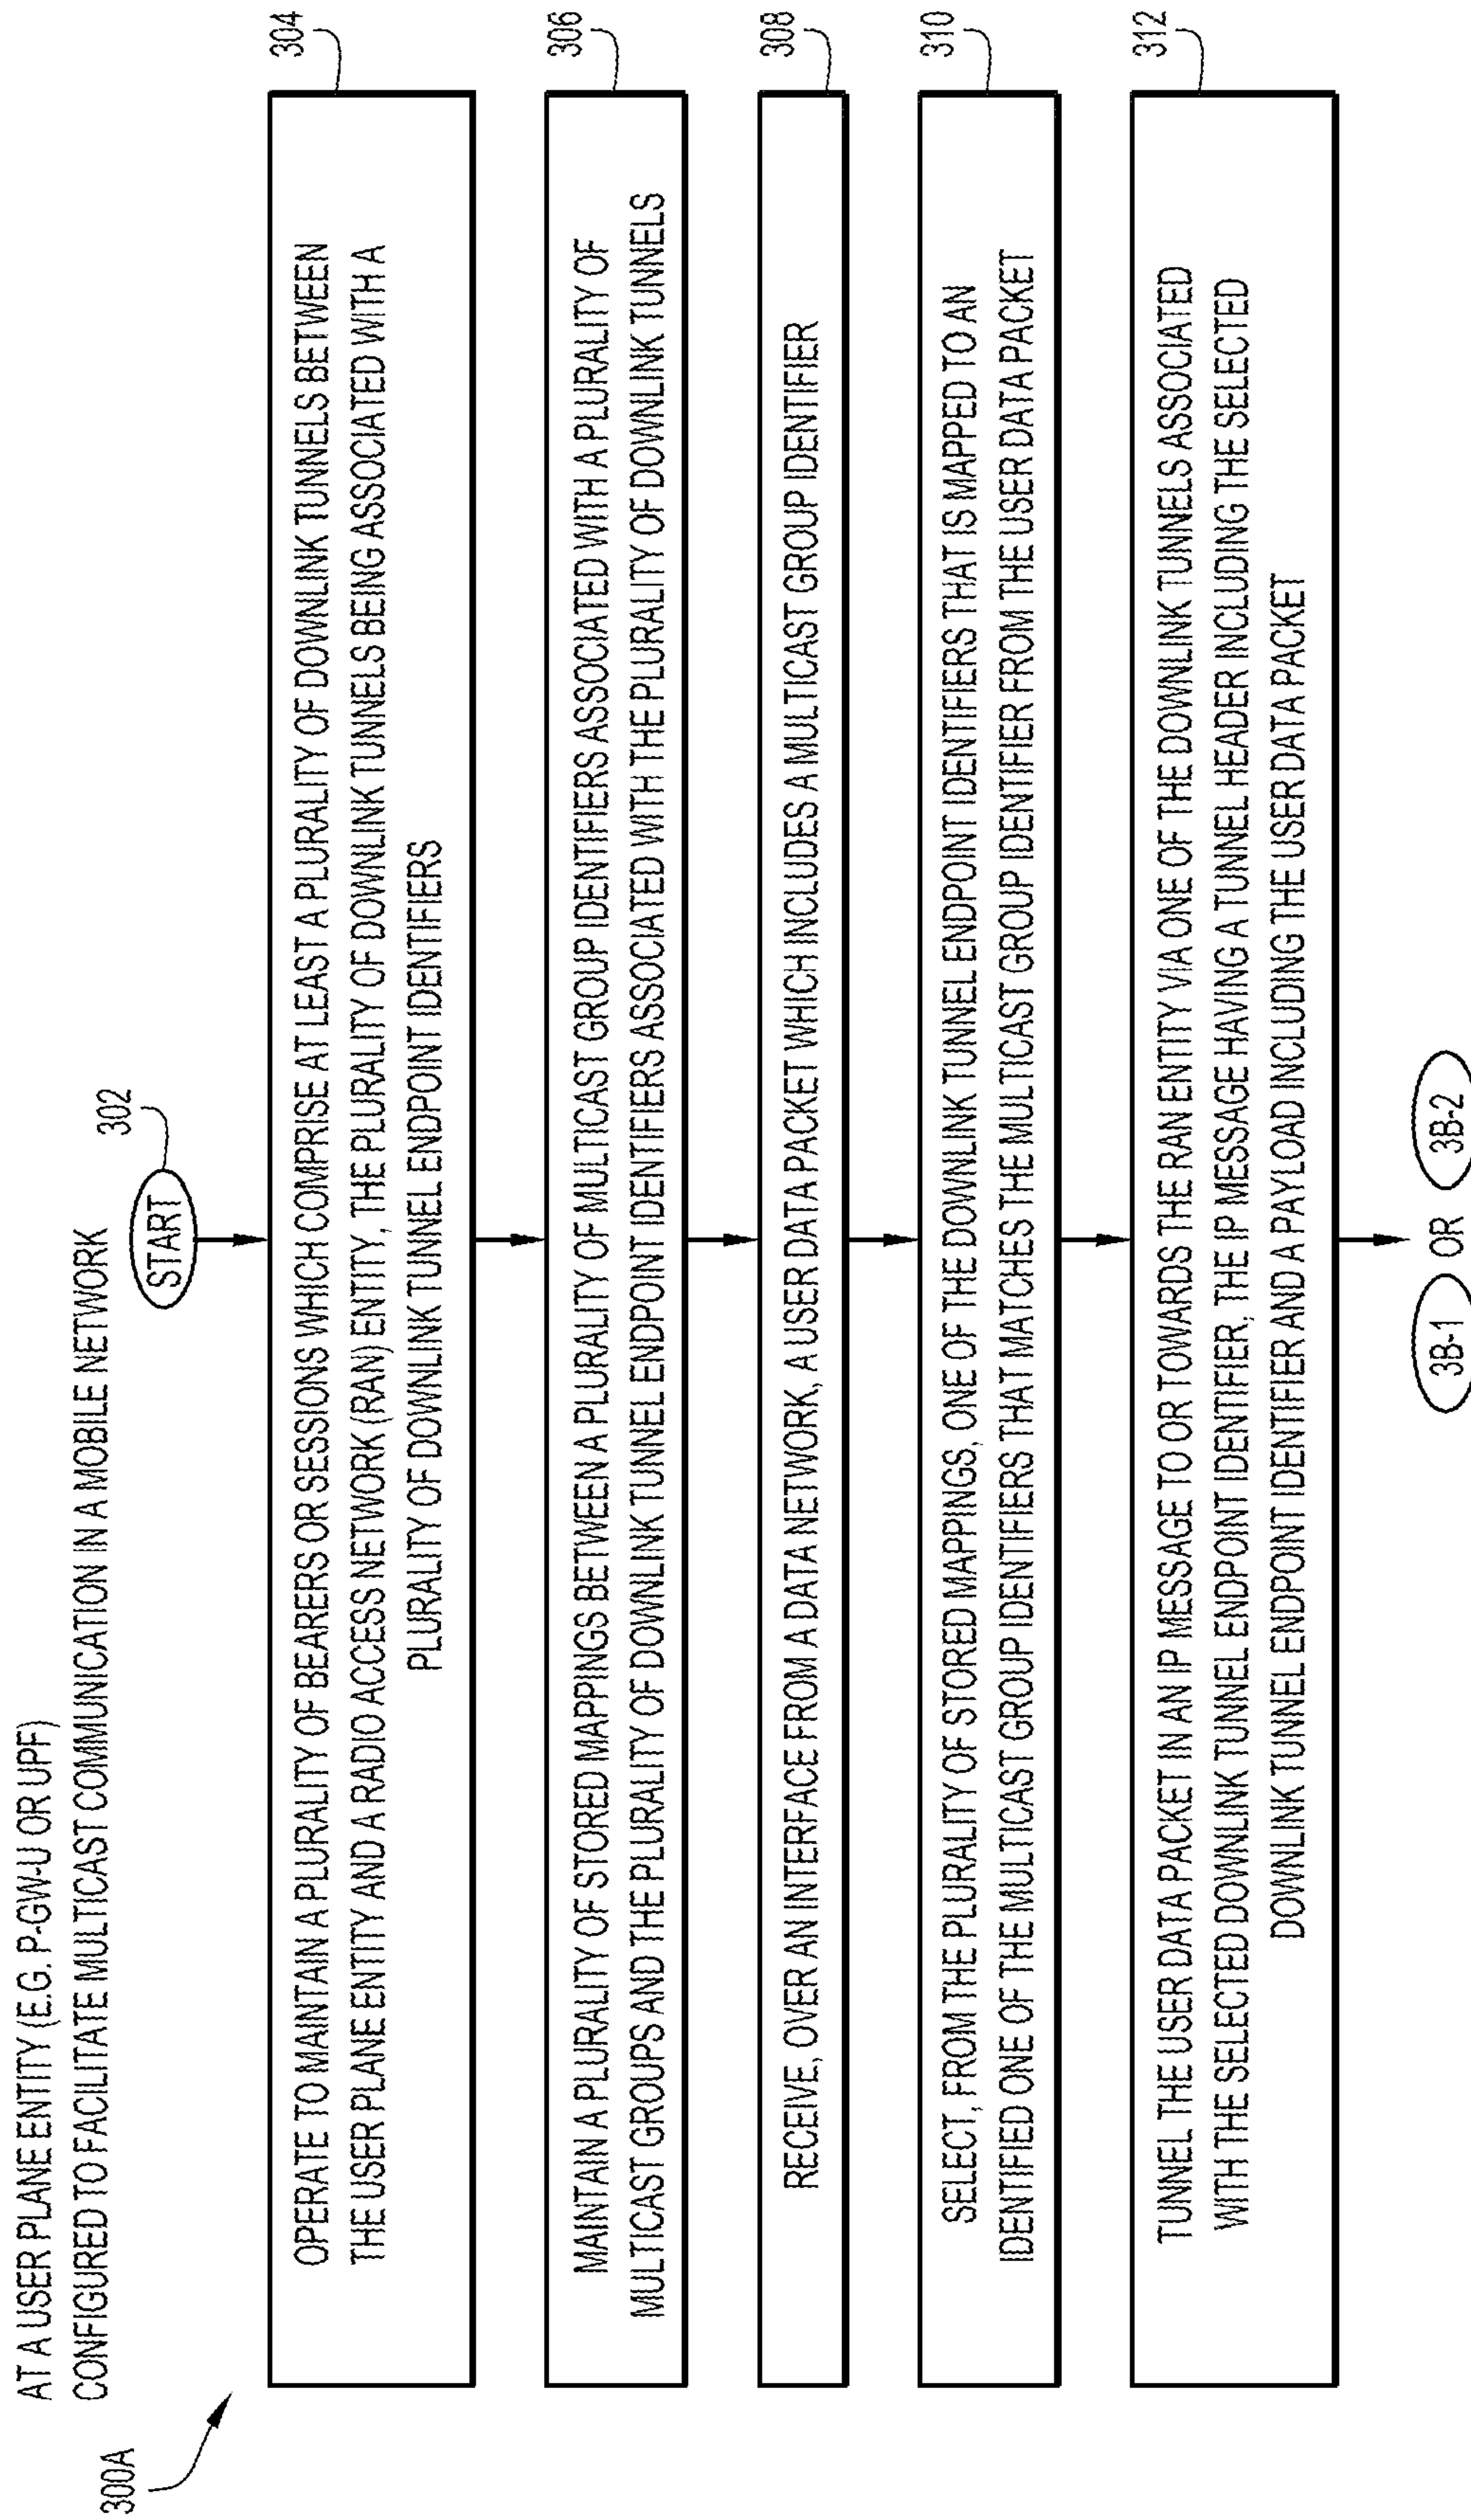 AT A USER PLANE ENTITY (E.G. P-GW-U OR UPF)
CONFIGURED TO FACILITATE MULTICAST COMMUNICATION IN A MOBILE NETWORK
300A
302
START
304
OPERATE TO MAINTAIN A PLURALITY OF BEARERS OR SESSIONS WHICH COMPRISE AT LEAST A PLURALITY OF DOWNLINK TUNNELS BETWEEN
THE USER PLANE ENTITY AND A RADIO ACCESS NETWORK (RAN) ENTITY, THE PLURALITY OF DOWNLINK TUNNELS BEING ASSOCIATED WITH A
PLURALITY OF DOWNLINK TUNNEL ENDPOINT IDENTIFIERS
306
MAINTAIN A PLURALITY OF STORED MAPPINGS BETWEEN A PLURALITY OF MULTICAST GROUP IDENTIFIERS ASSOCIATED WITH A PLURALITY OF
MULTICAST GROUPS AND THE PLURALITY OF DOWNLINK TUNNEL ENDPOINT IDENTIFIERS ASSOCIATED WITH THE PLURALITY OF DOWNLINK TUNNELS
308
RECEIVE, OVER AN INTERFACE FROM A DATA NETWORK, A USER DATA PACKET WHICH INCLUDES A MULTICAST GROUP IDENTIFIER
310
SELECT, FROM THE PLURALITY OF STORED MAPPINGS, ONE OF THE DOWNLINK TUNNEL ENDPOINT IDENTIFIERS THAT IS MAPPED TO AN
IDENTIFIED ONE OF THE MULTICAST GROUP IDENTIFIERS THAT MATCHES THE MULTICAST GROUP IDENTIFIER FROM THE USER DATA PACKET
312
TUNNEL THE USER DATA PACKET IN AN IP MESSAGE TO OR TOWARDS THE RAN ENTITY VIA ONE OF THE DOWNLINK TUNNELS ASSOCIATED
WITH THE SELECTED DOWNLINK TUNNEL ENDPOINT IDENTIFIER, THE IP MESSAGE HAVING A TUNNEL HEADER INCLUDING THE SELECTED
DOWNLINK TUNNEL ENDPOINT IDENTIFIER AND A PAYLOAD INCLUDING THE USER DATA PACKET
3B-1 OR 3B-2